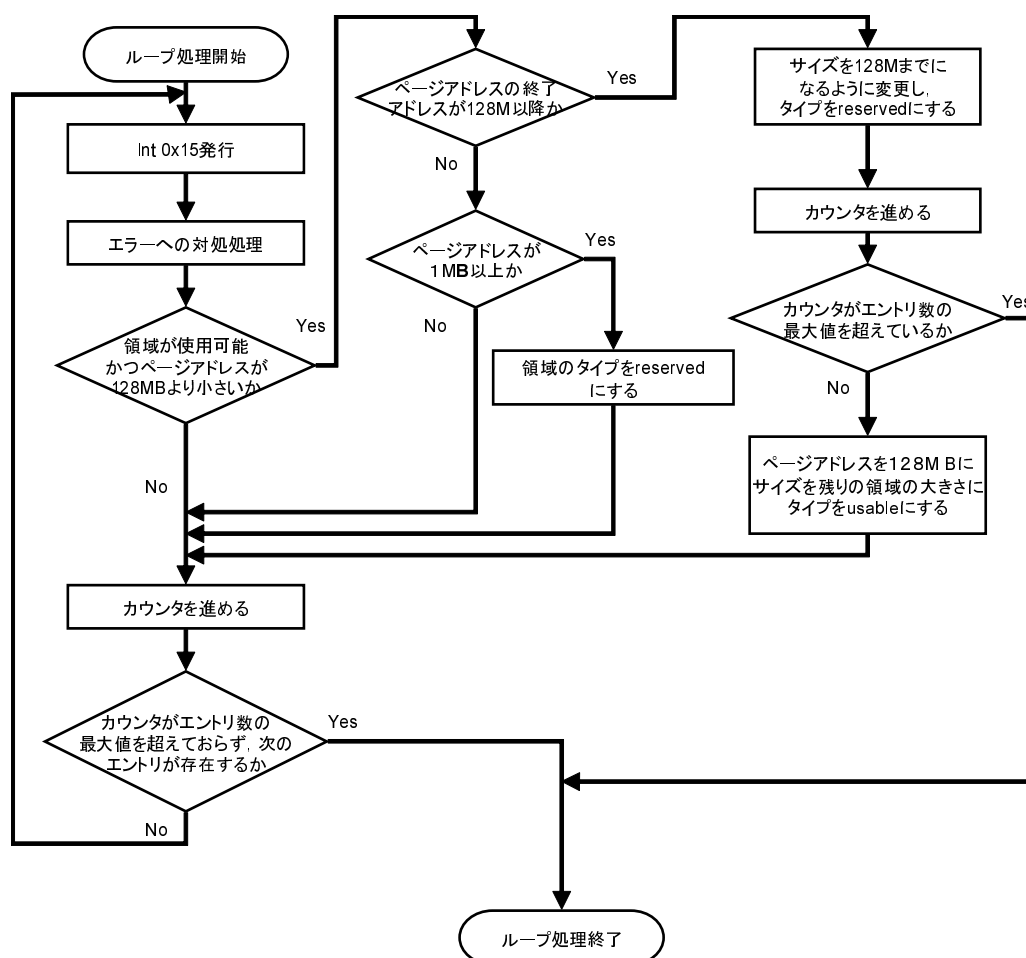 ループ処理開始
Int 0x15発行
エラーへの対処処理
領域が使用可能
かつページアドレスが
128MBより小さいか
Yes
No
カウンタを進める
カウンタがエントリ数の
最大値を超えておらず，次の
エントリが存在するか
Yes
No
ページアドレスの終了
アドレスが128M以降か
Yes
No
ページアドレスが
1MB以上か
Yes
No
領域のタイプをreserved
にする
サイズを128Mまでに
なるように変更し，
タイプをreservedにする
カウンタを進める
カウンタがエントリ数の
最大値を超えているか
Yes
No
ページアドレスを128M Bに
サイズを残りの領域の大きさに
タイプをusableにする
ループ処理終了